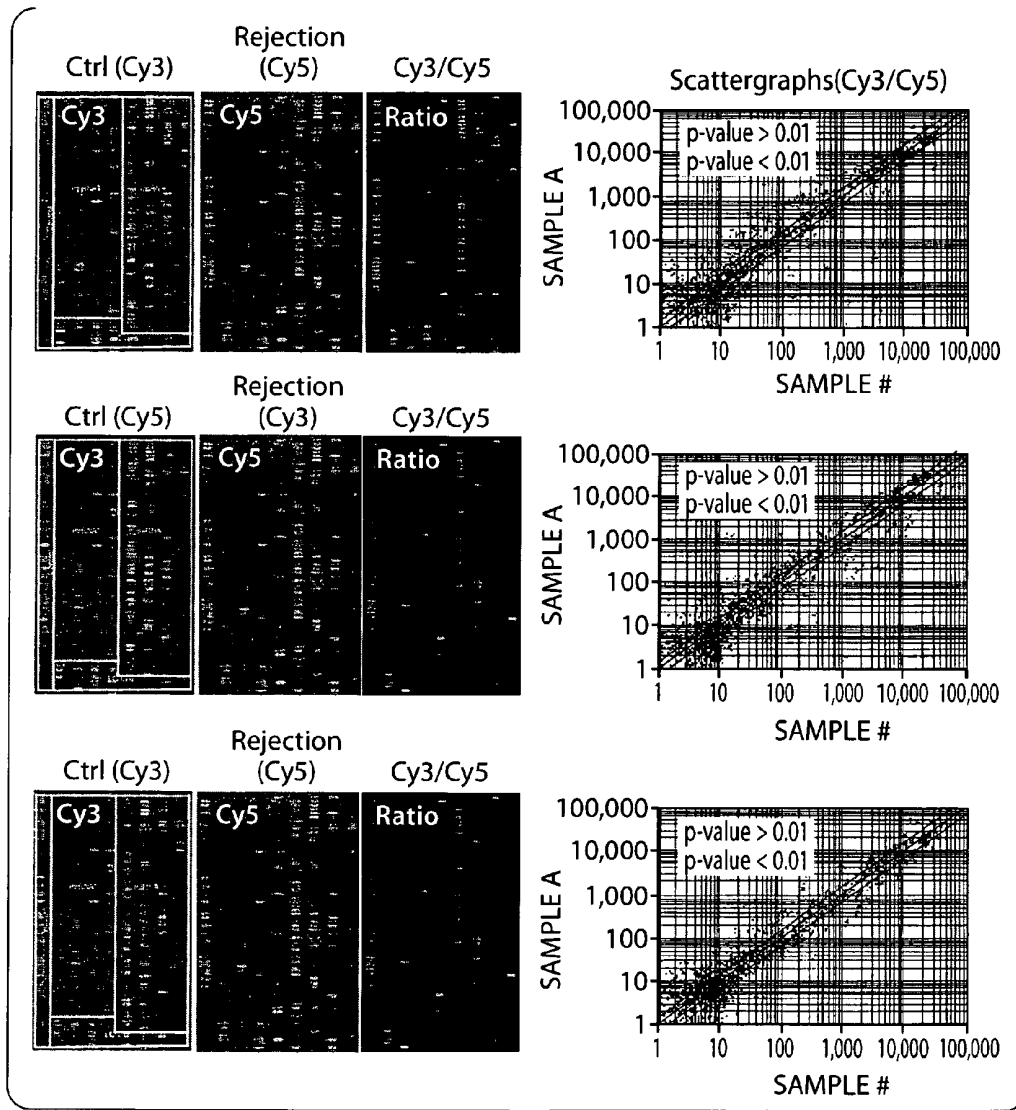 Ctrl (Cy3)
Rejection
(Cy5)
Cy3/Cy5
Scattergraphs(Cy3/Cy5)
Cy3
Cy5
Ratio
SAMPLE A
100,000
10,000
1,000
100
10
1
p-value > 0.01
p-value < 0.01
1 10 100 1,000 10,000 100,000
SAMPLE #
Ctrl (Cy5)
Rejection
(Cy3)
Cy3/Cy5
Cy3
Cy5
Ratio
SAMPLE A
100,000
10,000
1,000
100
10
1
p-value > 0.01
p-value < 0.01
1 10 100 1,000 10,000 100,000
SAMPLE #
Ctrl (Cy3)
Rejection
(Cy5)
Cy3/Cy5
Cy3
Cy5
Ratio
SAMPLE A
100,000
10,000
1,000
100
10
1
p-value > 0.01
p-value < 0.01
1 10 100 1,000 10,000 100,000
SAMPLE #